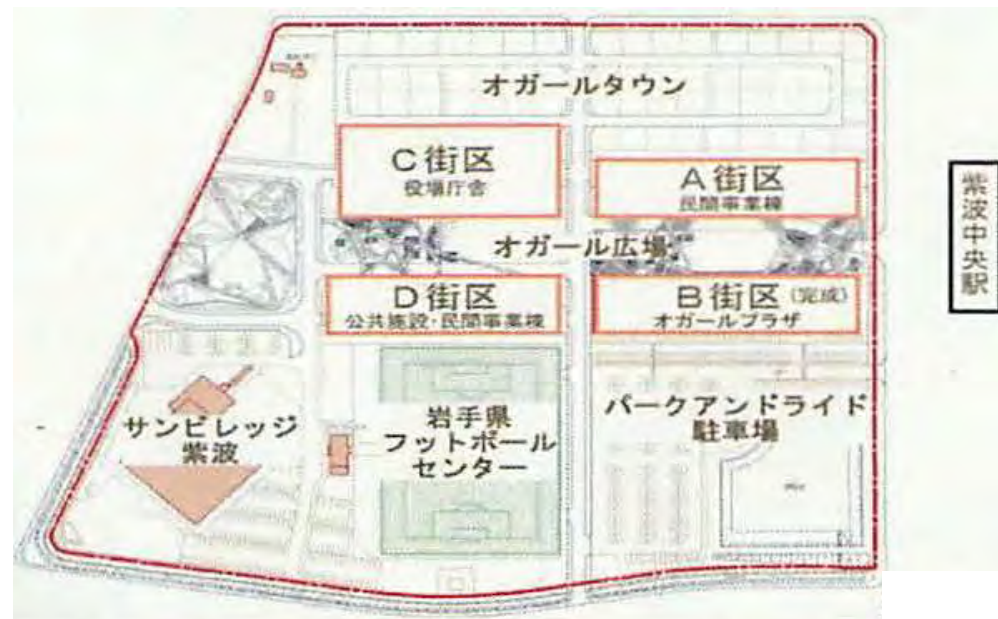 オガールタウン
C街区
役場庁舎
A街区
民間事業棟
オガール広場
D街区
公共施設・民間事業棟
B街区 (完成)
オガールプラザ
紫波中央駅
サンビレッジ
紫波
岩手県
フットボール
センター
パークアンドライド
駐車場